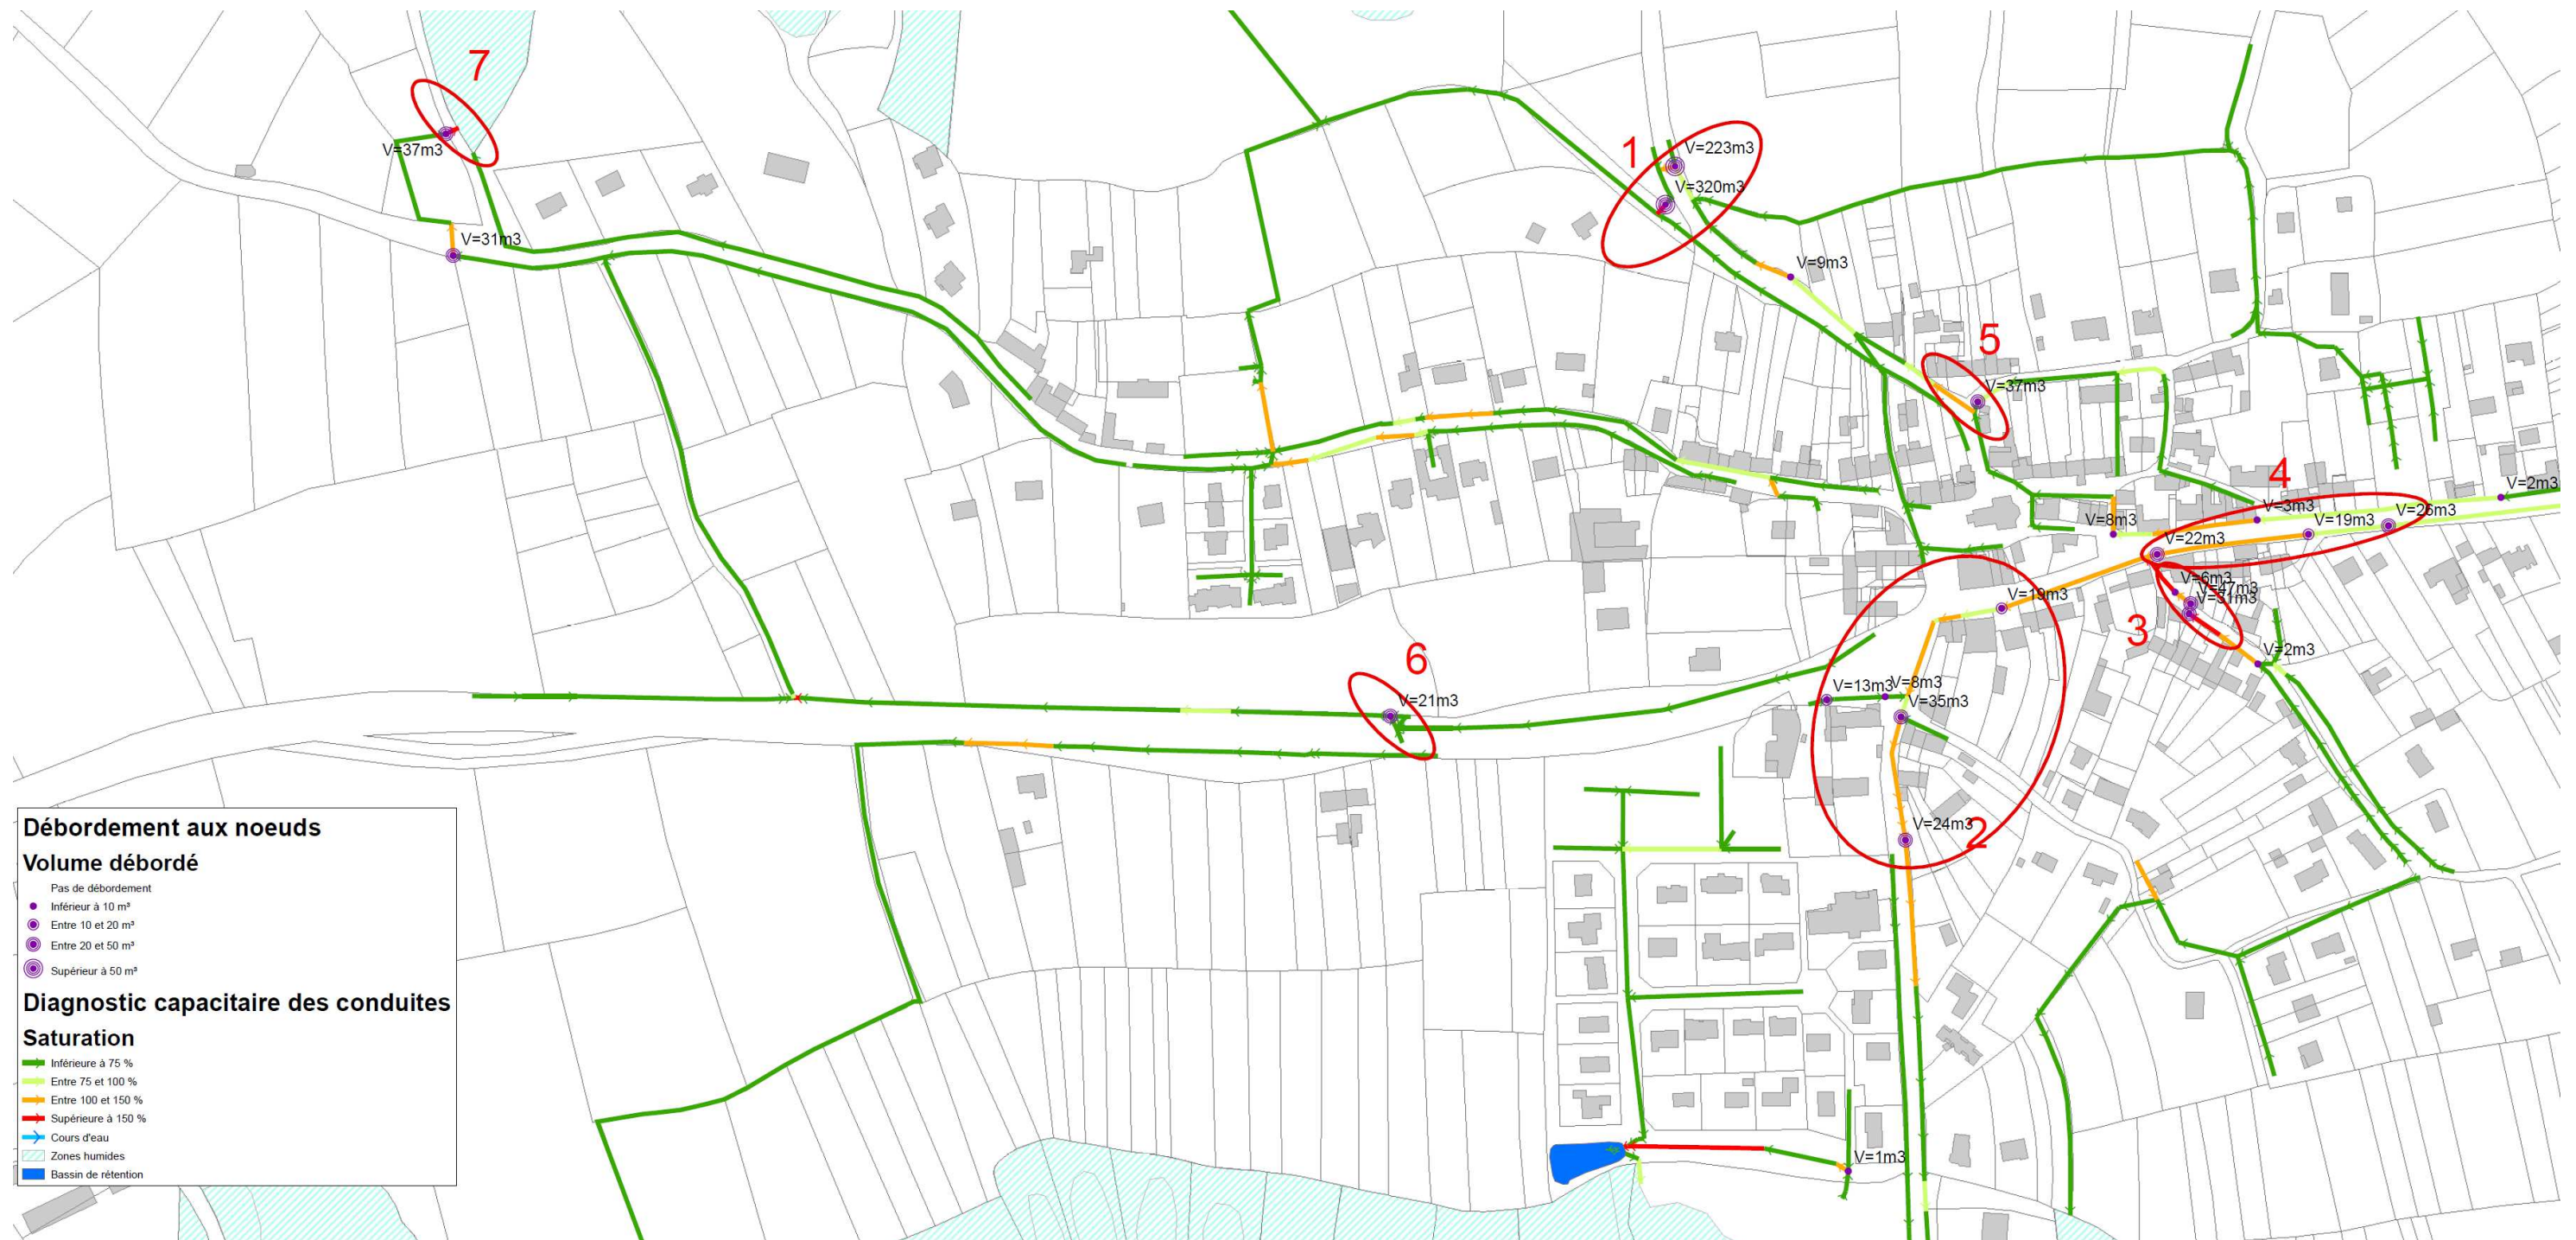 7
V=37m3
V=31m3
1
V=223m3
V=320m3
V=9m3
5
V=37m3
4
V=2m3
V=3m3
V=26m3
V=19m3
V=8m3
V=22m3
V=6m3
V=47m3
V=31m3
3
V=2m3
V=19m3
6
V=21m3
V=13m3
V=8m3
V=35m3
V=24m3
2
V=1m3
Débordement aux noeuds
Volume débordé
Pas de débordement
Inférieur à 10 m³
Entre 10 et 20 m³
Entre 20 et 50 m³
Supérieur à 50 m³
Diagnostic capacitaire des conduites
Saturation
Inférieure à 75 %
Entre 75 et 100 %
Entre 100 et 150 %
Supérieure à 150 %
Cours d'eau
Zones humides
Bassin de rétention